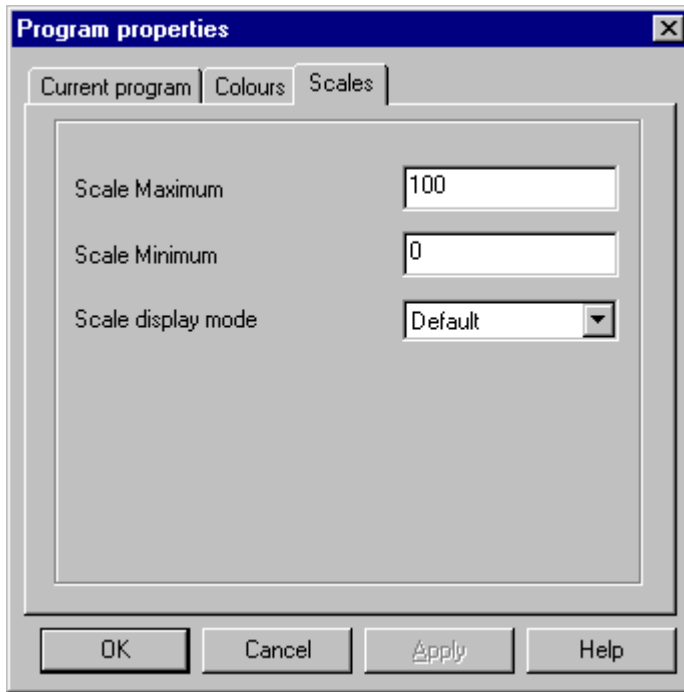 Program properties
Current program Colours Scales
Scale Maximum 100
Scale Minimum 0
Scale display mode Default
OK Cancel Apply Help